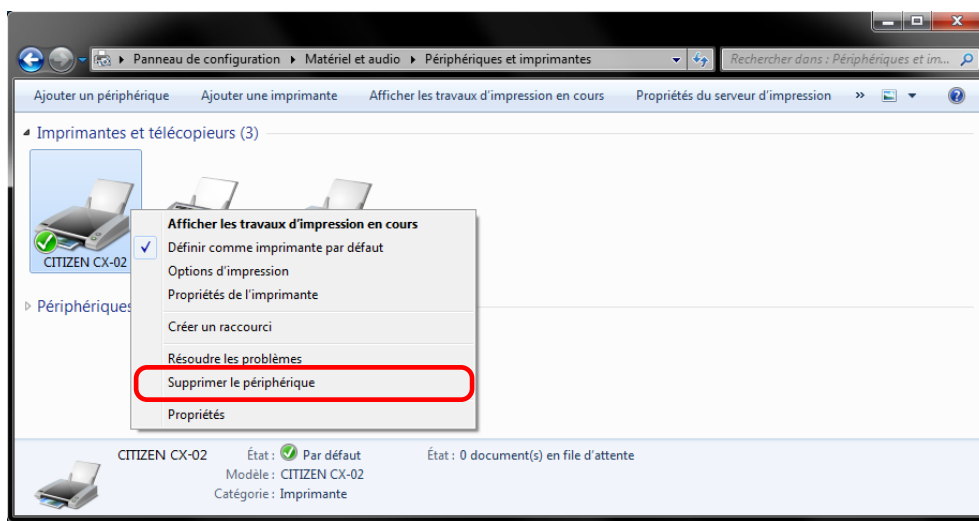 Panneau de configuration ▸ Matériel et audio ▸ Périphériques et imprimantes
Rechercher dans : Périphériques et im...
Ajouter un périphérique Ajouter une imprimante Afficher les travaux d'impression en cours Propriétés du serveur d'impression »
Imprimantes et télécopieurs (3)
CITIZEN CX-02
Afficher les travaux d'impression en cours
Définir comme imprimante par défaut
Options d'impression
Propriétés de l'imprimante
Créer un raccourci
Résoudre les problèmes
Supprimer le périphérique
Propriétés
Périphériques
CITIZEN CX-02 État : Par défaut État : 0 document(s) en file d'attente
Modèle : CITIZEN CX-02
Catégorie : Imprimante